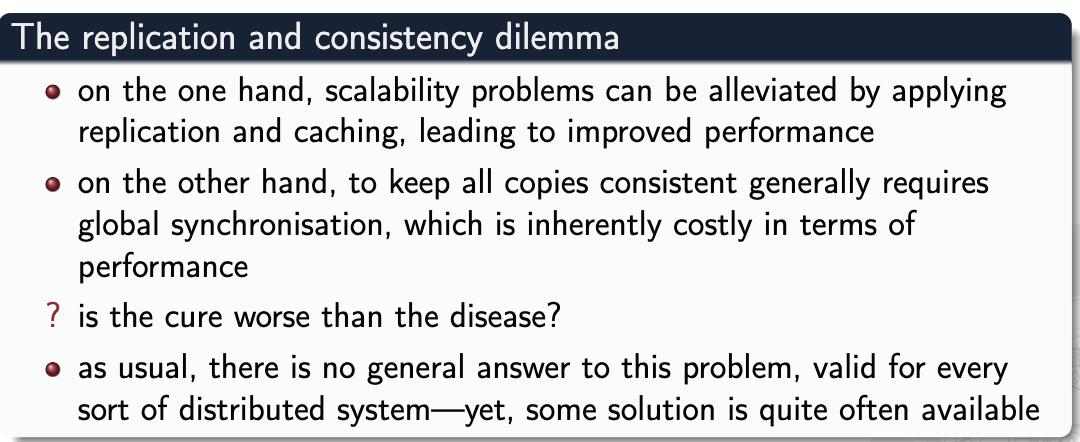 The replication and consistency dilemma
on the one hand, scalability problems can be alleviated by applying
replication and caching, leading to improved performance
on the other hand, to keep all copies consistent generally requires
global synchronisation, which is inherently costly in terms of
performance
? is the cure worse than the disease?
as usual, there is no general answer to this problem, valid for every
sort of distributed system—yet, some solution is quite often available